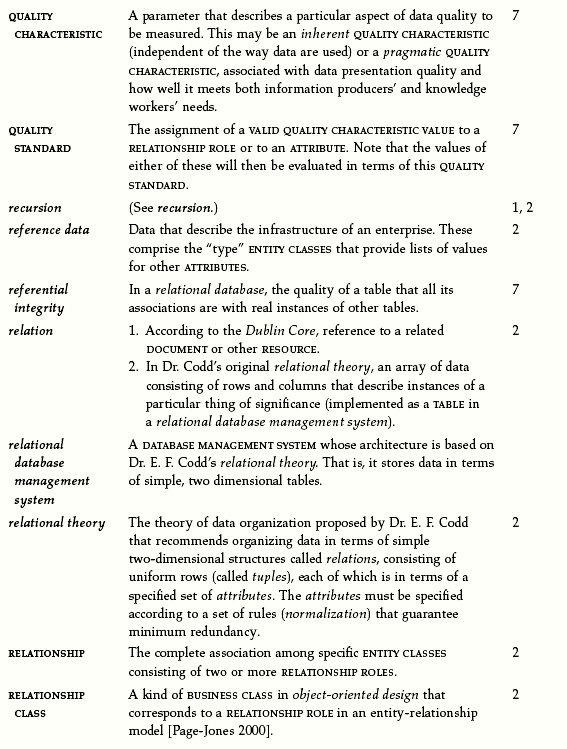 QUALITY A parameter that describes a particular aspect of data quality to 7
CHARACTERISTIC be measured. This may be an inherent QUALITY CHARACTERISTIC
(independent of the way data are used) or a pragmatic QUALITY
CHARACTERISTIC, associated with data presentation quality and
how well it meets both information producers’ and knowledge
workers’ needs.
QUALITY The assignment of a VALID QUALITY CHARACTERISTIC VALUE to a 7
STANDARD RELATIONSHIP ROLE or to an ATTRIBUTE. Note that the values of
either of these will then be evaluated in terms of this QUALITY
STANDARD.
recursion (See recursion.) 1, 2
reference data Data that describe the infrastructure of an enterprise. These 2
comprise the “type” ENTITY CLASSES that provide lists of values
for other ATTRIBUTES.
referential In a relational database, the quality of a table that all its 7
integrity associations are with real instances of other tables.
relation 1. According to the Dublin Core, reference to a related 2
DOCUMENT or other RESOURCE.
2. In Dr. Codd’s original relational theory, an array of data
consisting of rows and columns that describe instances of a
particular thing of significance (implemented as a TABLE in
a relational database management system).
relational A DATABASE MANAGEMENT SYSTEM whose architecture is based on
database Dr. E. F. Codd’s relational theory. That is, it stores data in terms
management of simple, two dimensional tables.
system
relational theory The theory of data organization proposed by Dr. E. F. Codd 2
that recommends organizing data in terms of simple
two-dimensional structures called relations, consisting of
uniform rows (called tuples), each of which is in terms of a
specified set of attributes. The attributes must be specified
according to a set of rules (normalization) that guarantee
minimum redundancy.
RELATIONSHIP The complete association among specific ENTITY CLASSES 2
consisting of two or more RELATIONSHIP ROLES.
RELATIONSHIP A kind of BUSINESS CLASS in object-oriented design that 2
CLASS corresponds to a RELATIONSHIP ROLE in an entity-relationship
model [Page-Jones 2000].